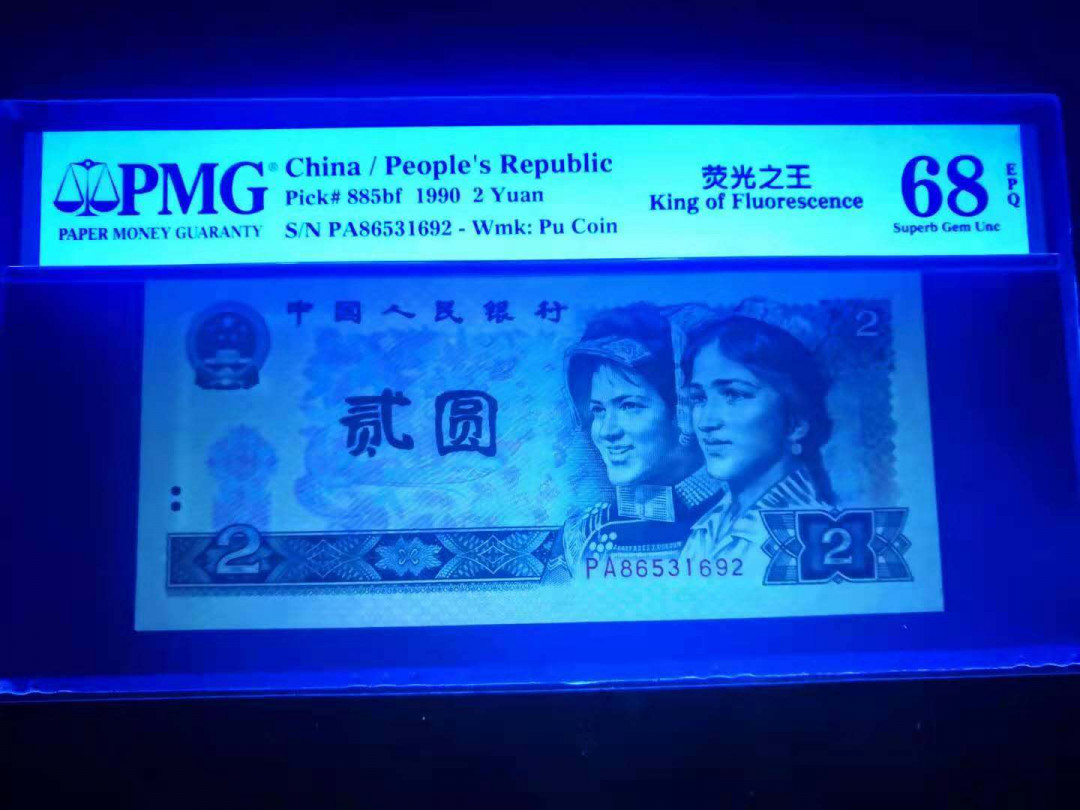 PMG®
PAPER MONEY GUARANTY
China / People's Republic
Pick# 885bf 1990 2 Yuan
S/N PA86531692 - Wmk: Pu Coin
荧光之王
King of Fluorescence
68
EPQ
Superb Gem Unc
中国人民银行
2
贰圆
2
2
PA86531692